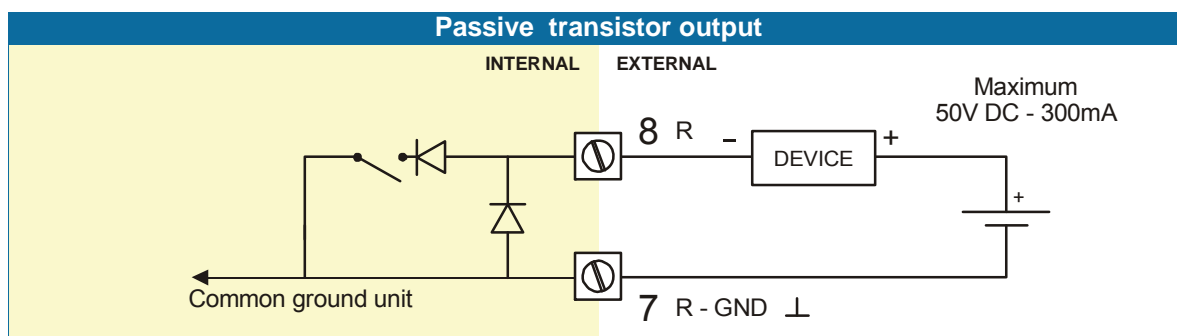 Passive transistor output
INTERNAL EXTERNAL
Maximum
50V DC - 300mA
8 R - DEVICE +
+
Common ground unit
7 R - GND ⊥